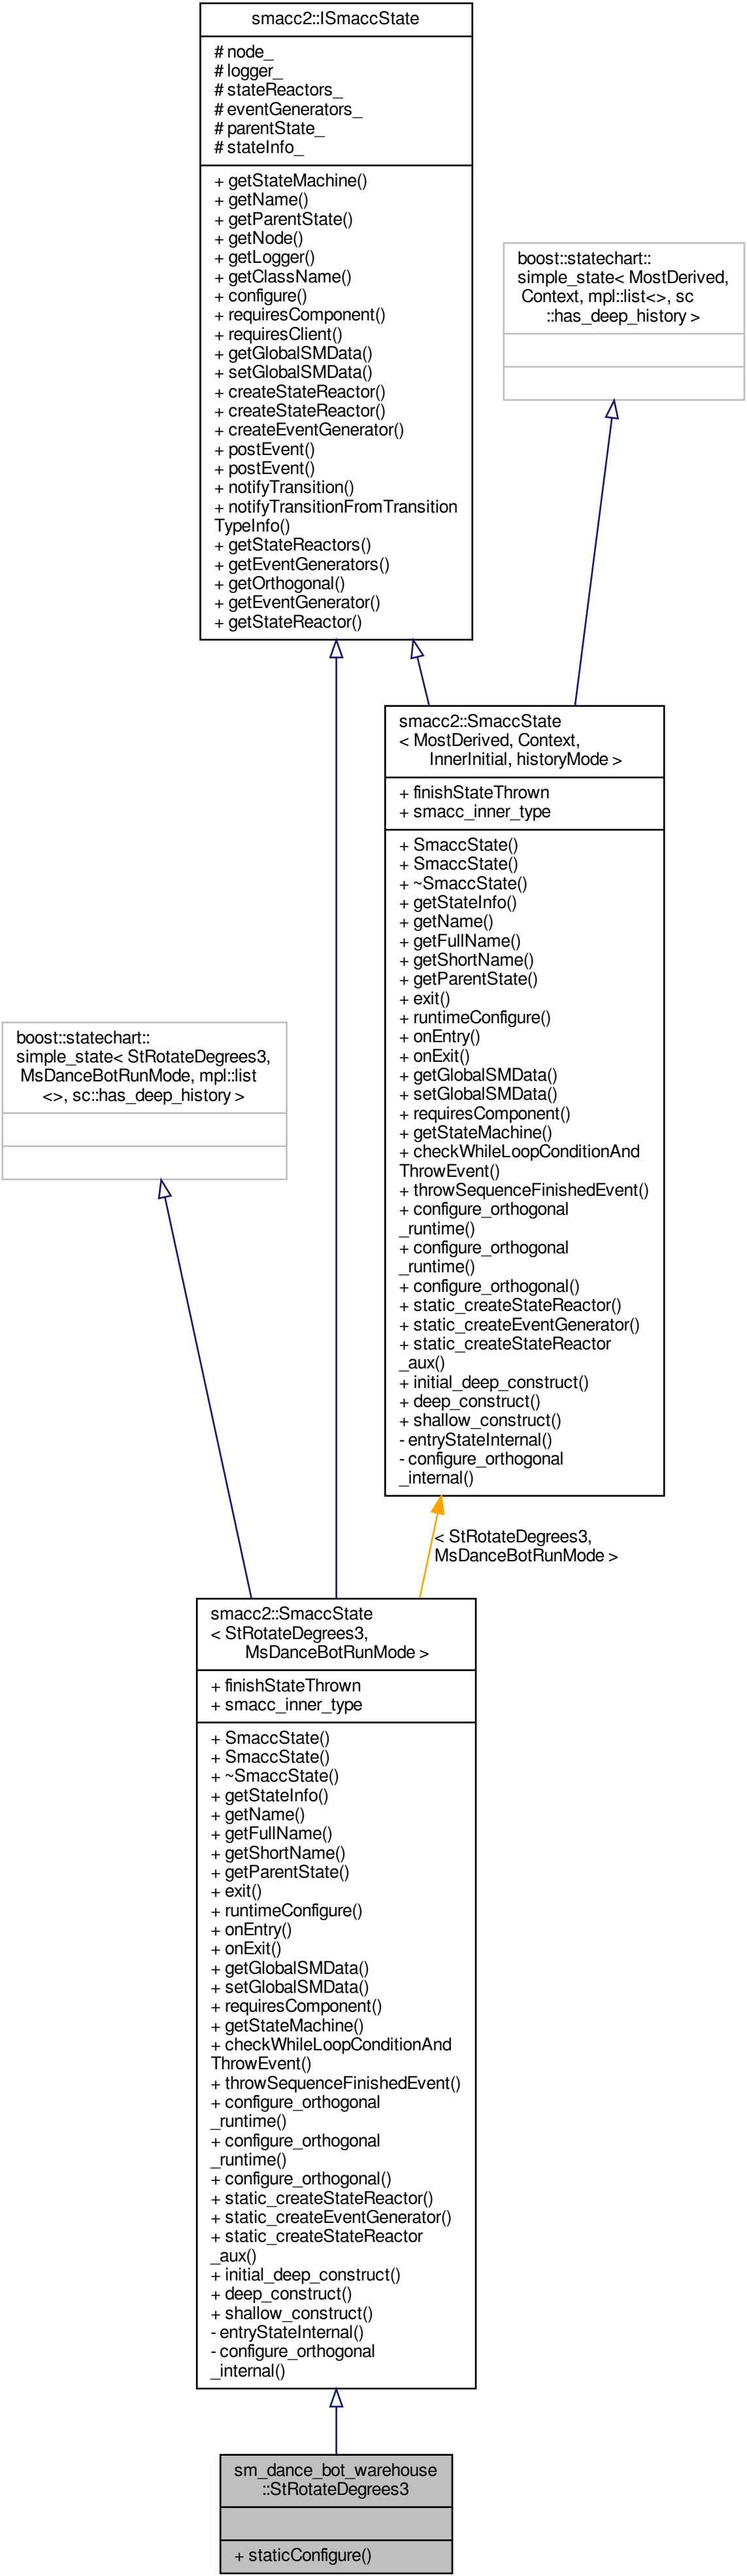 smacc2::ISmaccState
# node_
# logger_
# stateReactors_
# eventGenerators_
# parentState_
# stateInfo_
+ getStateMachine()
+ getName()
+ getParentState()
+ getNode()
+ getLogger()
+ getClassName()
+ configure()
+ requiresComponent()
+ requiresClient()
+ getGlobalSMData()
+ setGlobalSMData()
+ createStateReactor()
+ createStateReactor()
+ createEventGenerator()
+ postEvent()
+ postEvent()
+ notifyTransition()
+ notifyTransitionFromTransition
TypeInfo()
+ getStateReactors()
+ getEventGenerators()
+ getOrthogonal()
+ getEventGenerator()
+ getStateReactor()
boost::statechart::
simple_state< MostDerived,
Context, mpl::list<>, sc
::has_deep_history >
smacc2::SmaccState
< MostDerived, Context,
InnerInitial, historyMode >
+ finishStateThrown
+ smacc_inner_type
+ SmaccState()
+ SmaccState()
+ ~SmaccState()
+ getStateInfo()
+ getName()
+ getFullName()
+ getShortName()
+ getParentState()
+ exit()
+ runtimeConfigure()
+ onEntry()
+ onExit()
+ getGlobalSMData()
+ setGlobalSMData()
+ requiresComponent()
+ getStateMachine()
+ checkWhileLoopConditionAnd
ThrowEvent()
+ throwSequenceFinishedEvent()
+ configure_orthogonal
_runtime()
+ configure_orthogonal
_runtime()
+ configure_orthogonal()
+ static_createStateReactor()
+ static_createEventGenerator()
+ static_createStateReactor
_aux()
+ initial_deep_construct()
+ deep_construct()
+ shallow_construct()
- entryStateInternal()
- configure_orthogonal
_internal()
boost::statechart::
simple_state< StRotateDegrees3,
MsDanceBotRunMode, mpl::list
<>, sc::has_deep_history >
< StRotateDegrees3,
MsDanceBotRunMode >
smacc2::SmaccState
< StRotateDegrees3,
MsDanceBotRunMode >
+ finishStateThrown
+ smacc_inner_type
+ SmaccState()
+ SmaccState()
+ ~SmaccState()
+ getStateInfo()
+ getName()
+ getFullName()
+ getShortName()
+ getParentState()
+ exit()
+ runtimeConfigure()
+ onEntry()
+ onExit()
+ getGlobalSMData()
+ setGlobalSMData()
+ requiresComponent()
+ getStateMachine()
+ checkWhileLoopConditionAnd
ThrowEvent()
+ throwSequenceFinishedEvent()
+ configure_orthogonal
_runtime()
+ configure_orthogonal
_runtime()
+ configure_orthogonal()
+ static_createStateReactor()
+ static_createEventGenerator()
+ static_createStateReactor
_aux()
+ initial_deep_construct()
+ deep_construct()
+ shallow_construct()
- entryStateInternal()
- configure_orthogonal
_internal()
sm_dance_bot_warehouse
::StRotateDegrees3
+ staticConfigure()